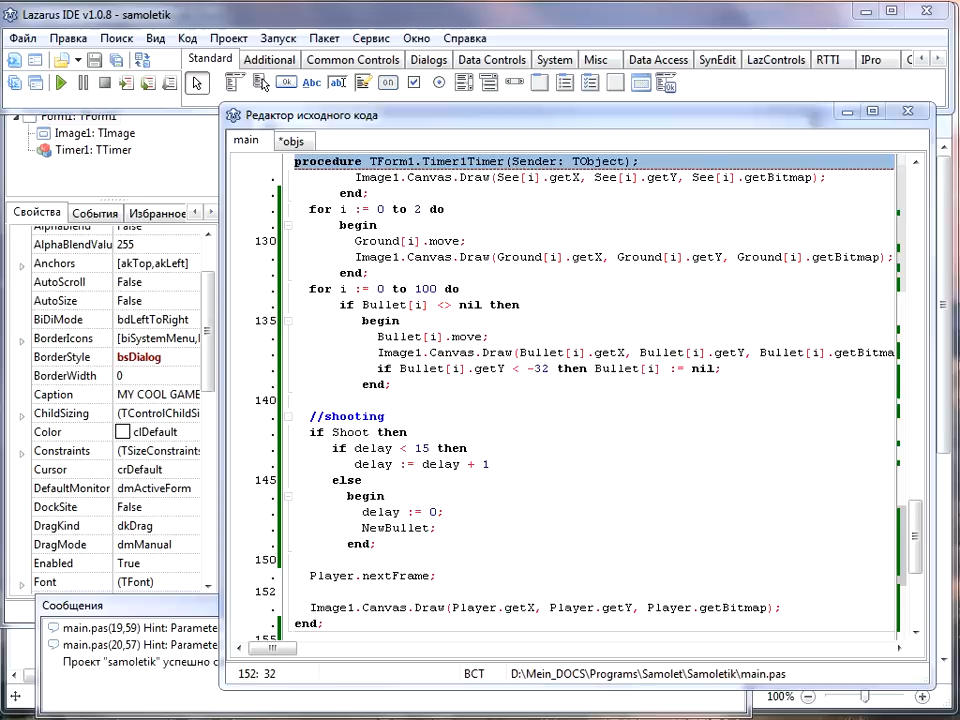 Lazarus IDE v1.0.8 - samoletik
Файл Правка Поиск Вид Код Проект Запуск Пакет Сервис Окно Справка
Standard Additional Common Controls Dialogs Data Controls System Misc Data Access SynEdit LazControls RTTI IPro
Ok Abc ab on ok
Form1: TForm1
Image1: TImage
Timer1: TTimer
Свойства События Избранное
AlphaBlend False
AlphaBlendValu 255
Anchors [akTop,akLeft]
AutoScroll False
AutoSize False
BiDiMode bdLeftToRight
BorderIcons [biSystemMenu,
BorderStyle bsDialog
BorderWidth 0
Caption MY COOL GAME
ChildSizing (TControlChildSi
Color clDefault
Constraints (TSizeConstraints
Cursor crDefault
DefaultMonitor dmActiveForm
DockSite False
DragKind dkDrag
DragMode dmManual
Enabled True
Font (TFont)
Редактор исходного кода
main *objs
procedure TForm1.Timer1Timer(Sender: TObject);
Image1.Canvas.Draw(See[i].getX, See[i].getY, See[i].getBitmap);
end;
for i := 0 to 2 do
begin
130 Ground[i].move;
Image1.Canvas.Draw(Ground[i].getX, Ground[i].getY, Ground[i].getBitmap);
end;
for i := 0 to 100 do
if Bullet[i] <> nil then
135 begin
Bullet[i].move;
Image1.Canvas.Draw(Bullet[i].getX, Bullet[i].getY, Bullet[i].getBitma
if Bullet[i].getY < -32 then Bullet[i] := nil;
end;
140
//shooting
if Shoot then
if delay < 15 then
delay := delay + 1
145 else
begin
delay := 0;
NewBullet;
end;
150
Player.nextFrame;
152
Image1.Canvas.Draw(Player.getX, Player.getY, Player.getBitmap);
end;
155
152: 32 ВСТ D:\Mein_DOCS\Programs\Samolet\Samoletik\main.pas
Сообщения
main.pas(19,59) Hint: Paramete
main.pas(20,57) Hint: Paramete
Проект "samoletik" успешно с
100%